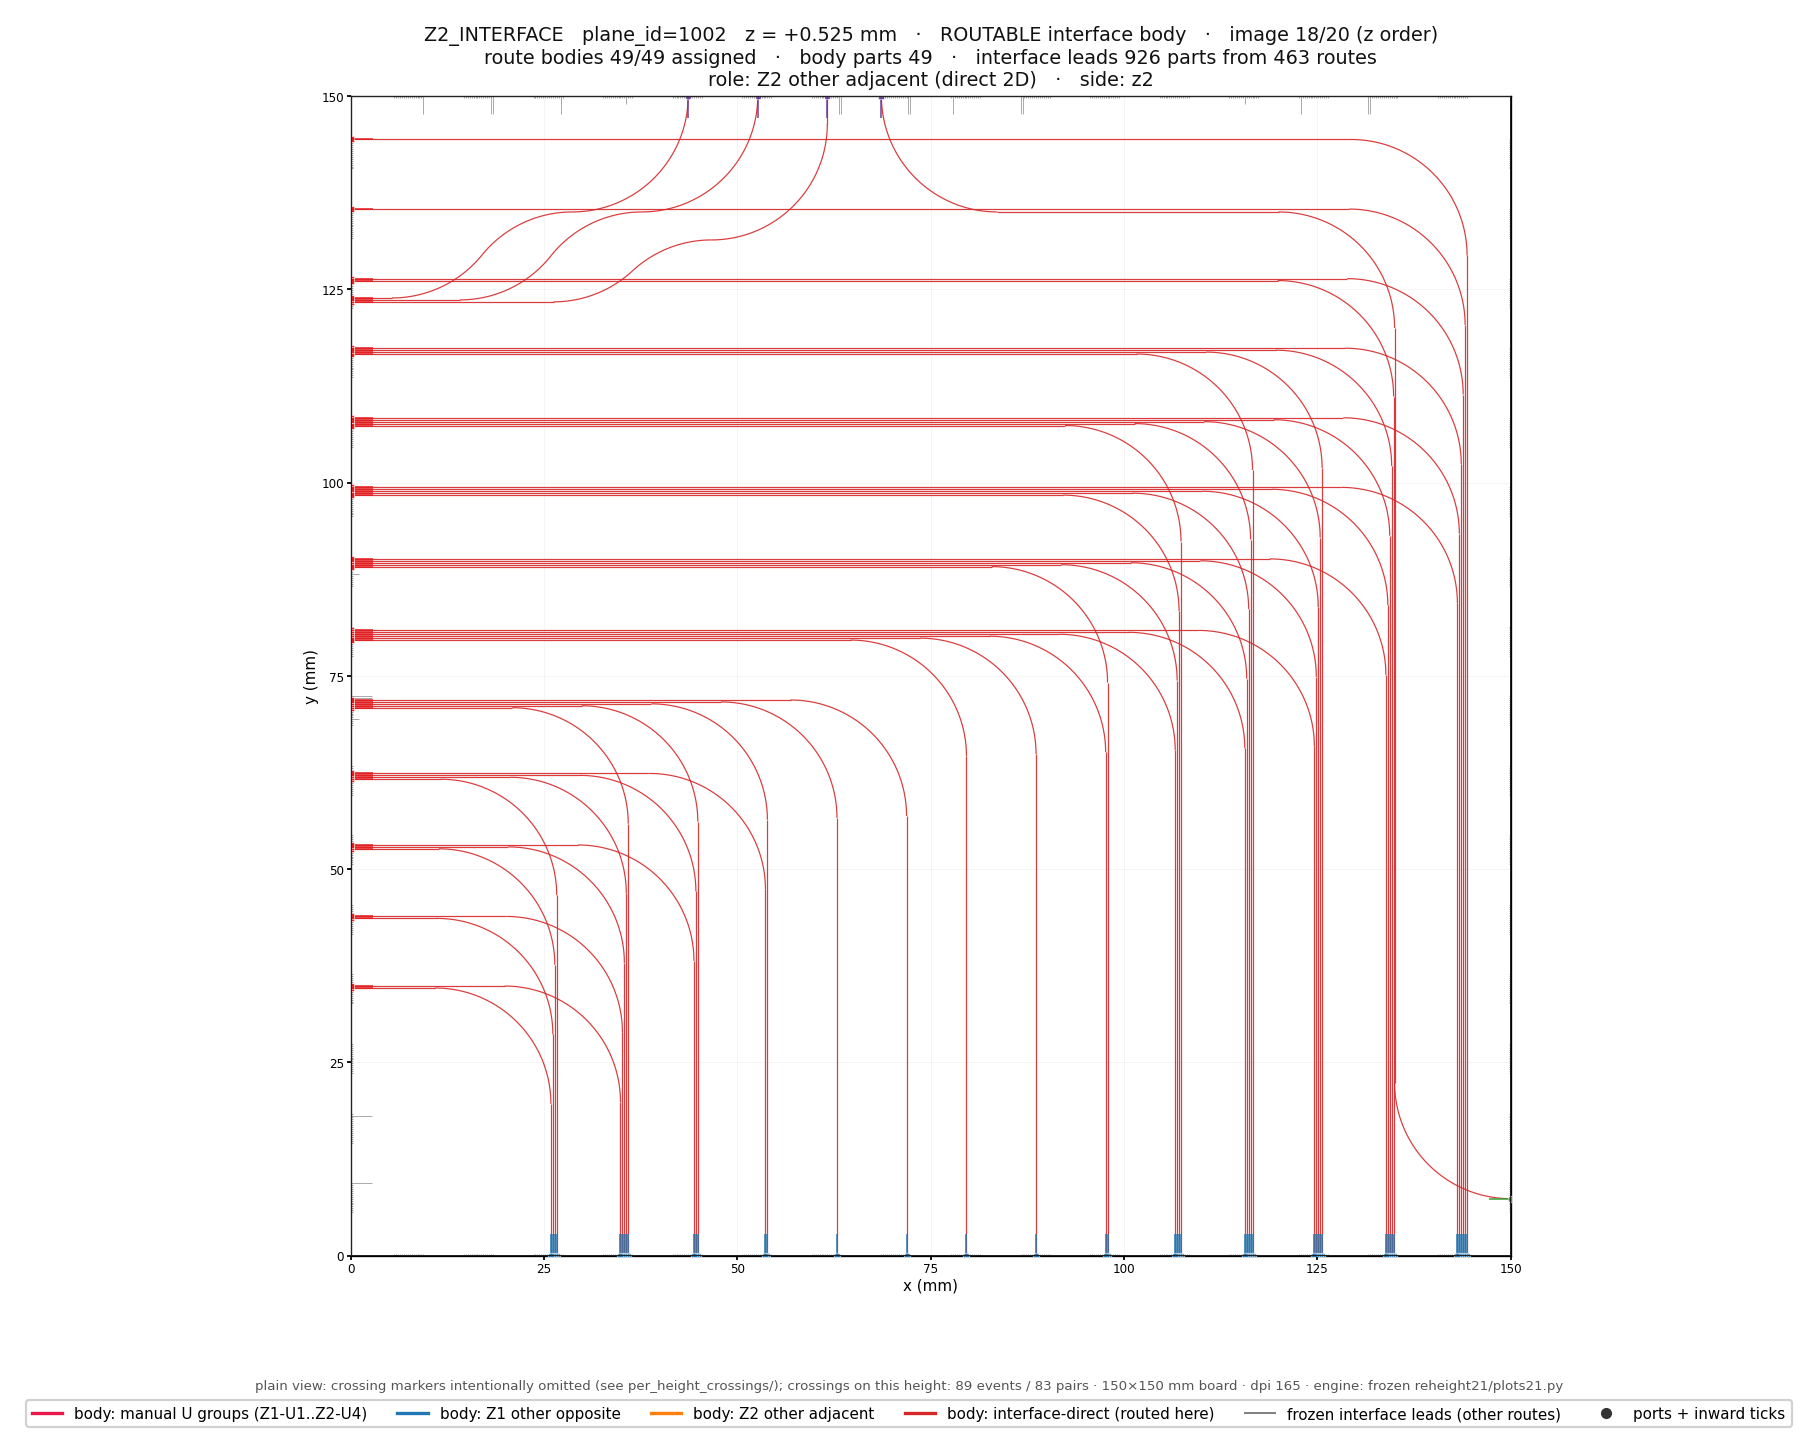 Z2_INTERFACE   plane_id=1002   z = +0.525 mm   ·   ROUTABLE interface body   ·   image 18/20 (z order)
route bodies 49/49 assigned   ·   body parts 49   ·   interface leads 926 parts from 463 routes
role: Z2 other adjacent (direct 2D)   ·   side: z2
150
125
100
75
50
25
0
y (mm)
0 25 50 75 100 125 150
x (mm)
plain view: crossing markers intentionally omitted (see per_height_crossings/); crossings on this height: 89 events / 83 pairs · 150×150 mm board · dpi 165 · engine: frozen reheight21/plots21.py
body: manual U groups (Z1-U1..Z2-U4) body: Z1 other opposite body: Z2 other adjacent body: interface-direct (routed here) frozen interface leads (other routes) ports + inward ticks